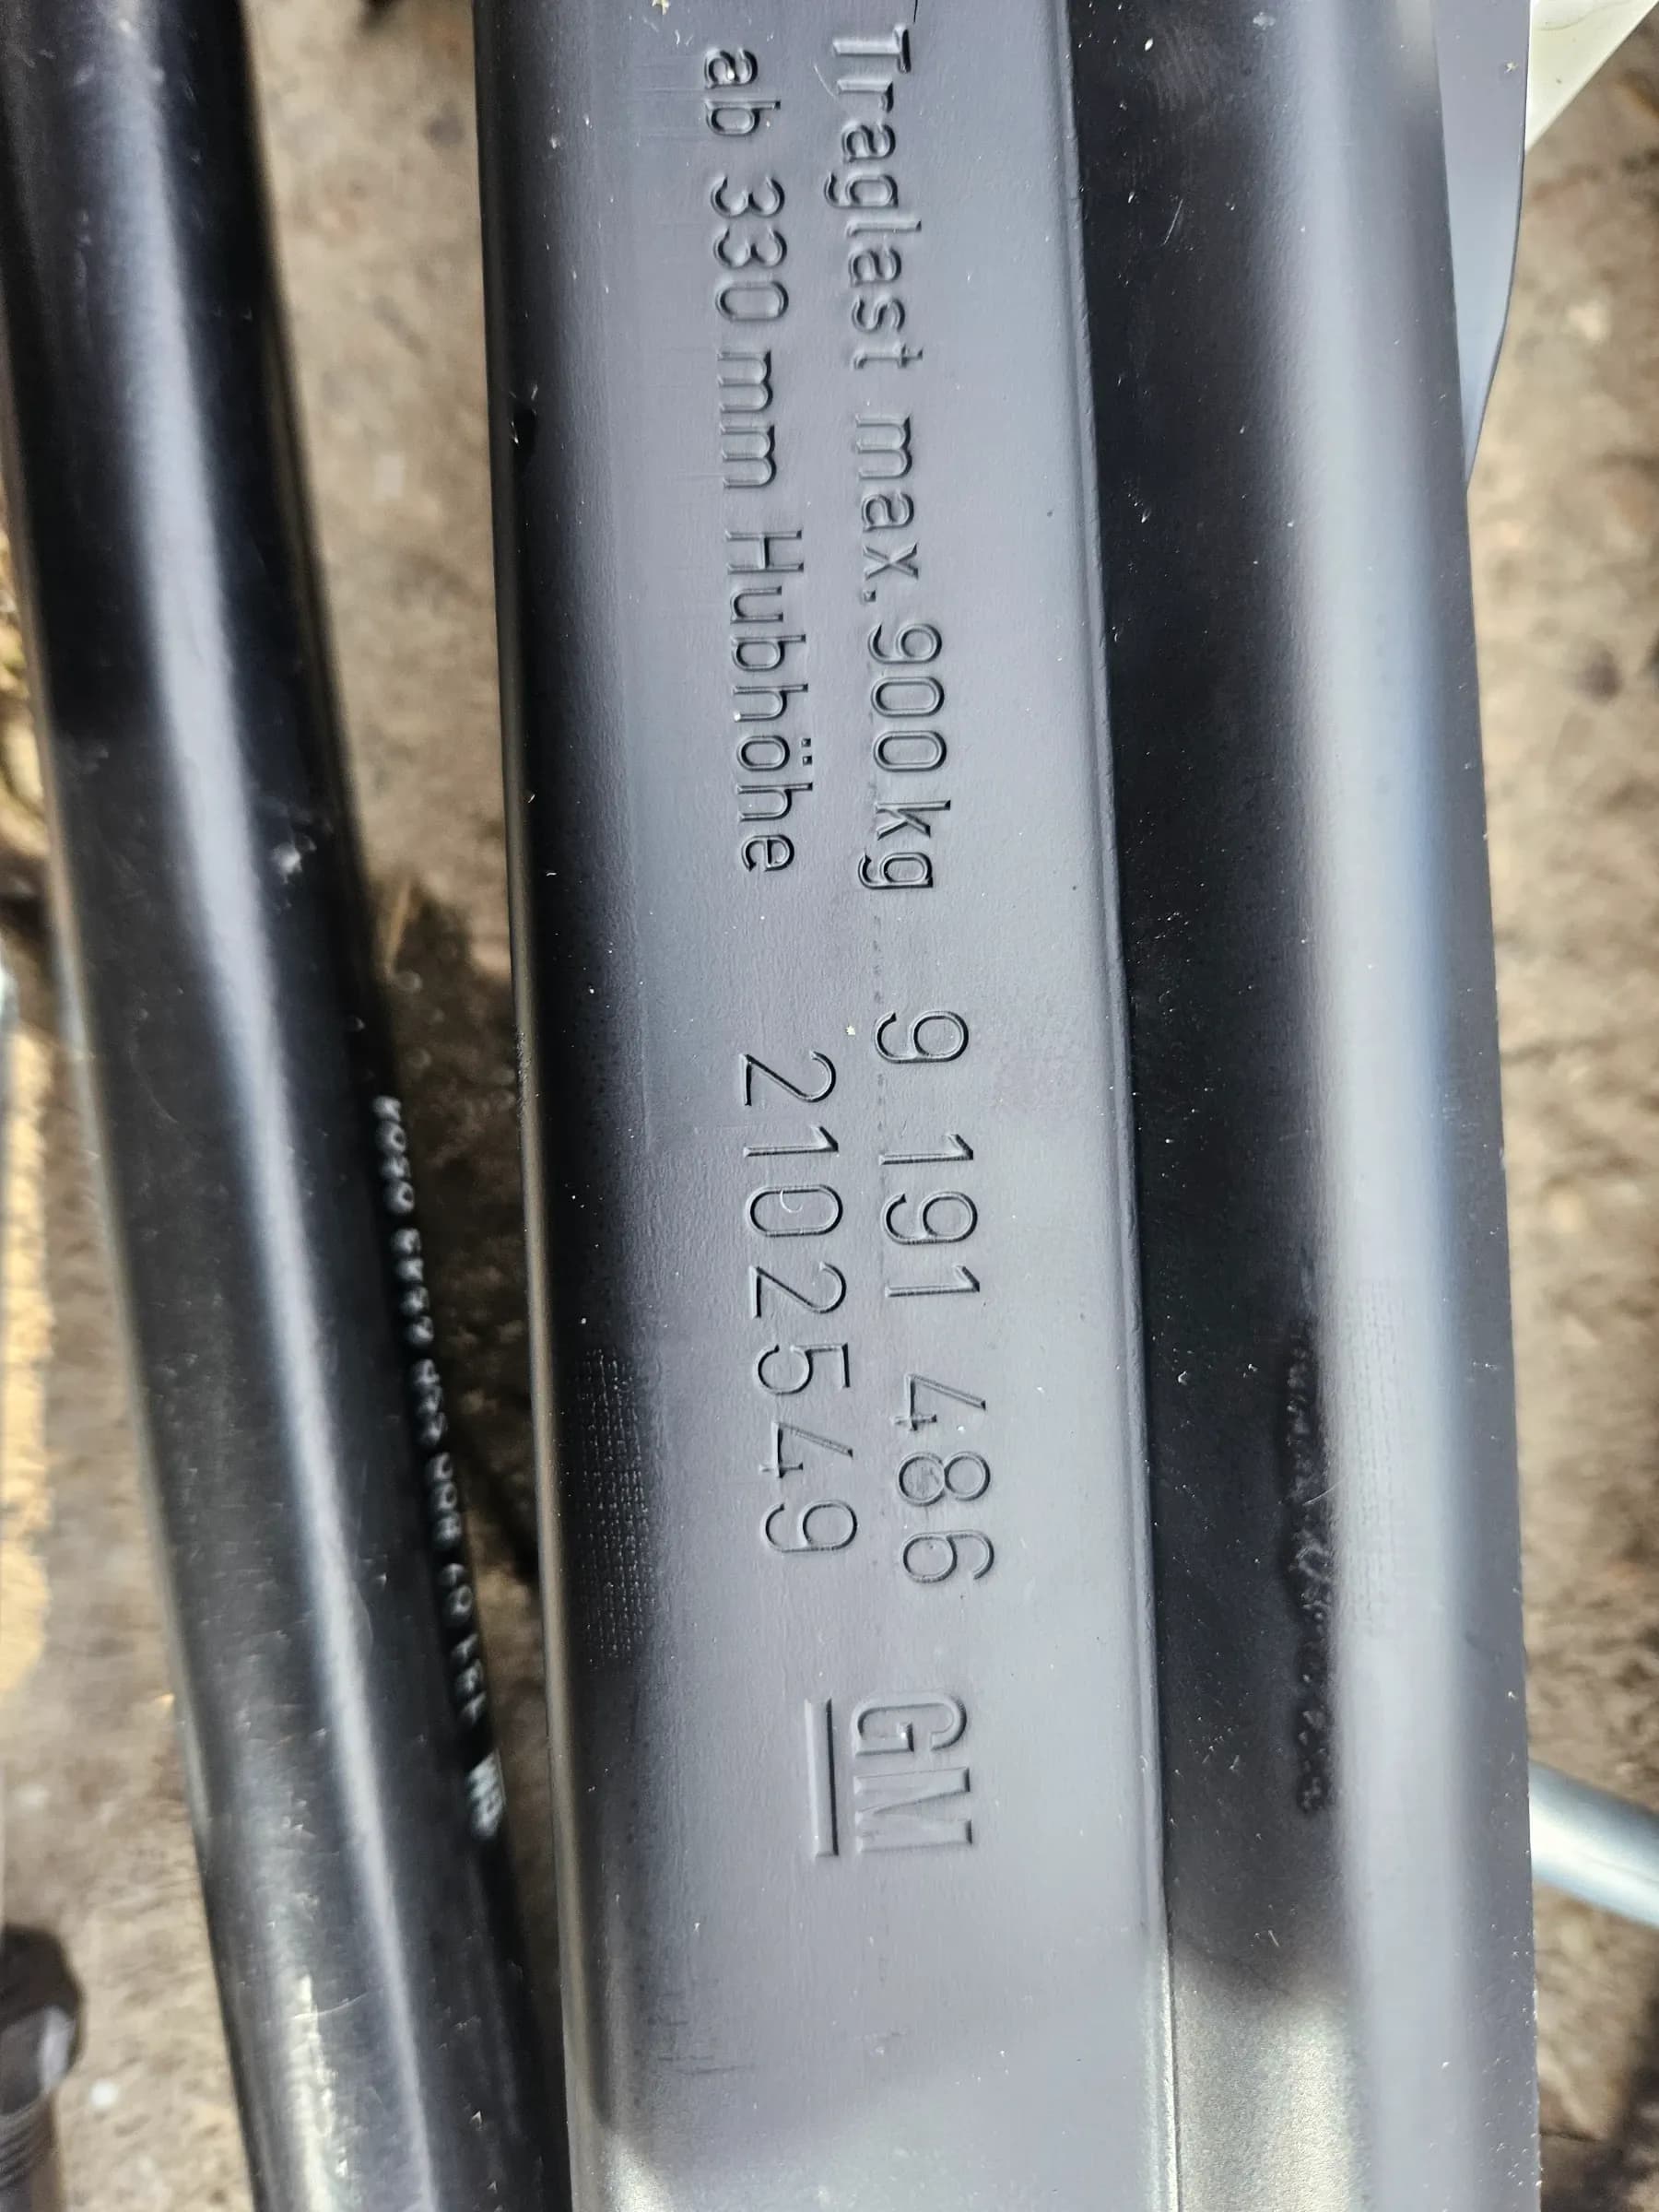 Traglast max. 900 kg 9 191 486 GM
ab 330 mm Hubhöhe 2102549